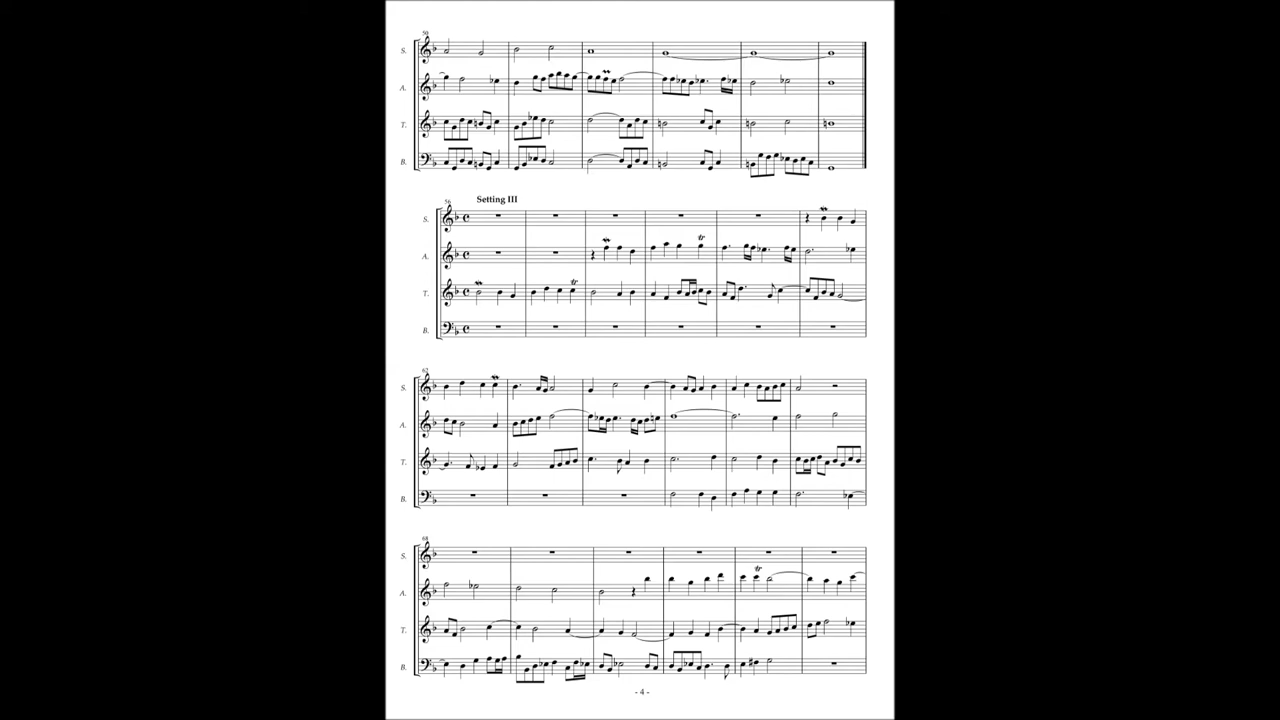 50
S.
A.
T.
B.
Setting III
56
S.
A.
T.
B.
62
S.
A.
T.
B.
68
S.
A.
T.
B.
- 4 -